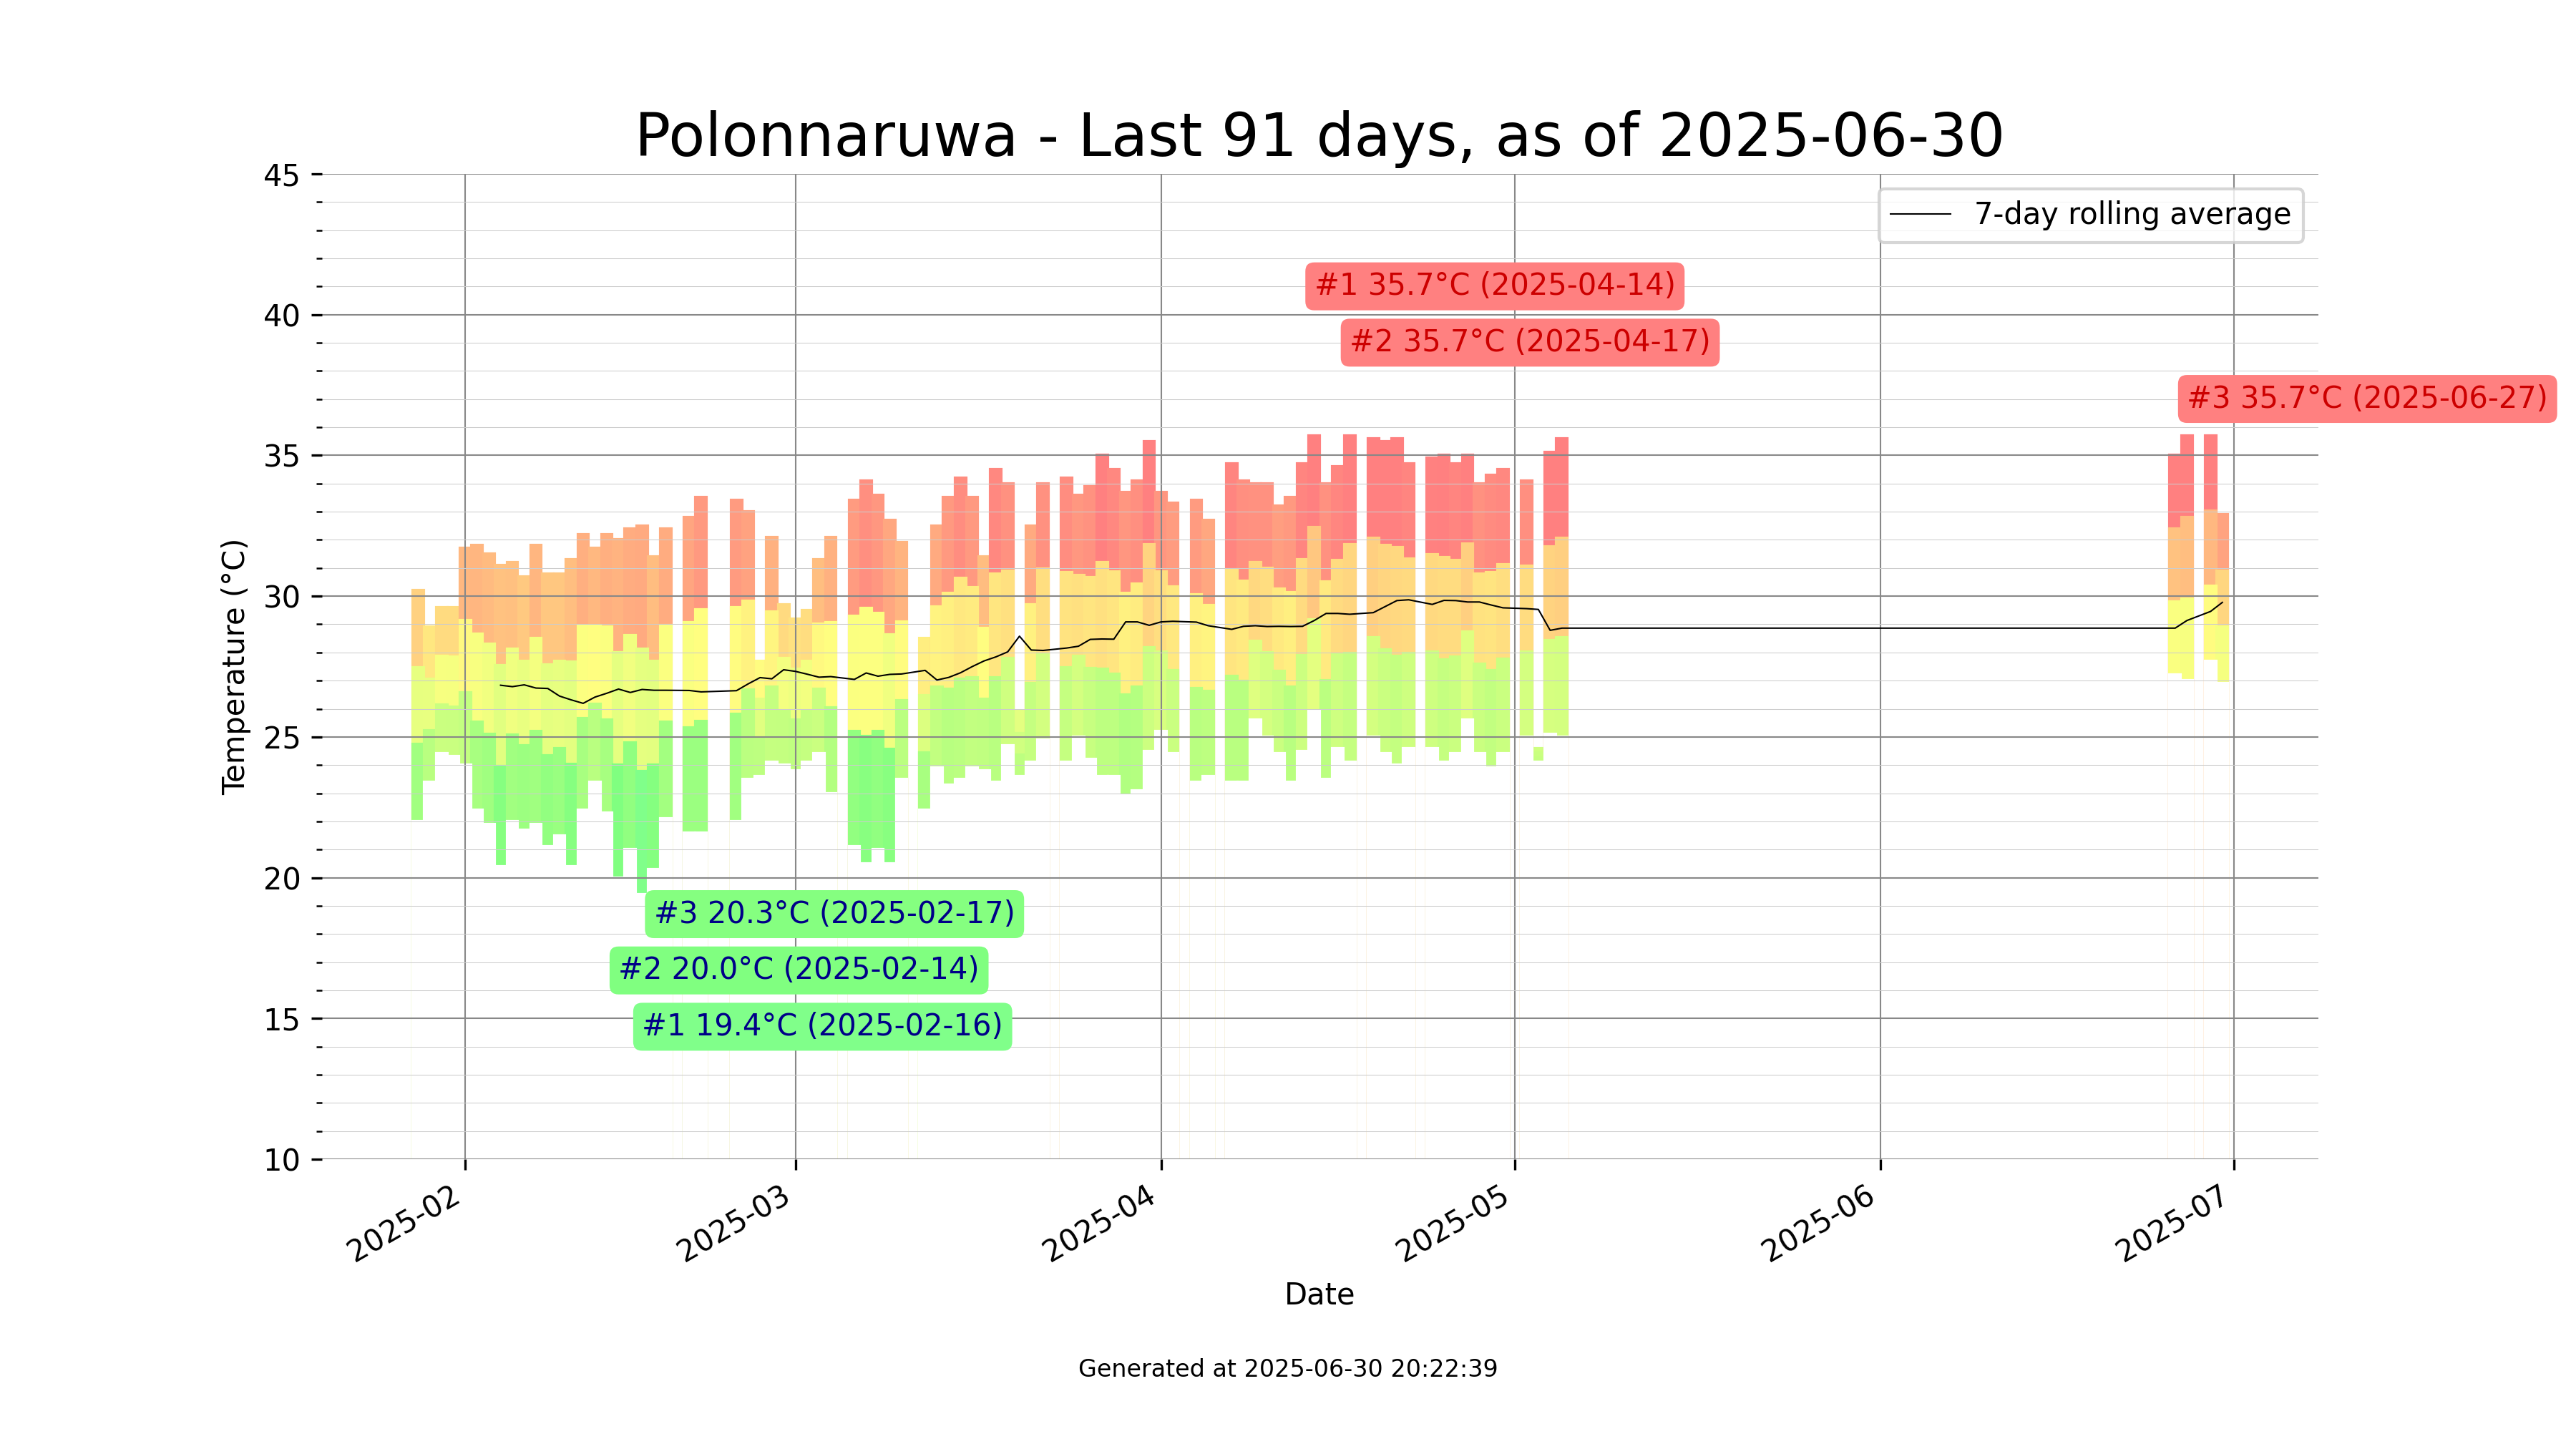 Polonnaruwa - Last 91 days, as of 2025-06-30
45
40
35
30
25
20
15
10
Temperature (°C)
7-day rolling average
#1 35.7°C (2025-04-14)
#2 35.7°C (2025-04-17)
#3 35.7°C (2025-06-27)
#3 20.3°C (2025-02-17)
#2 20.0°C (2025-02-14)
#1 19.4°C (2025-02-16)
2025-02
2025-03
2025-04
2025-05
2025-06
2025-07
Date
Generated at 2025-06-30 20:22:39